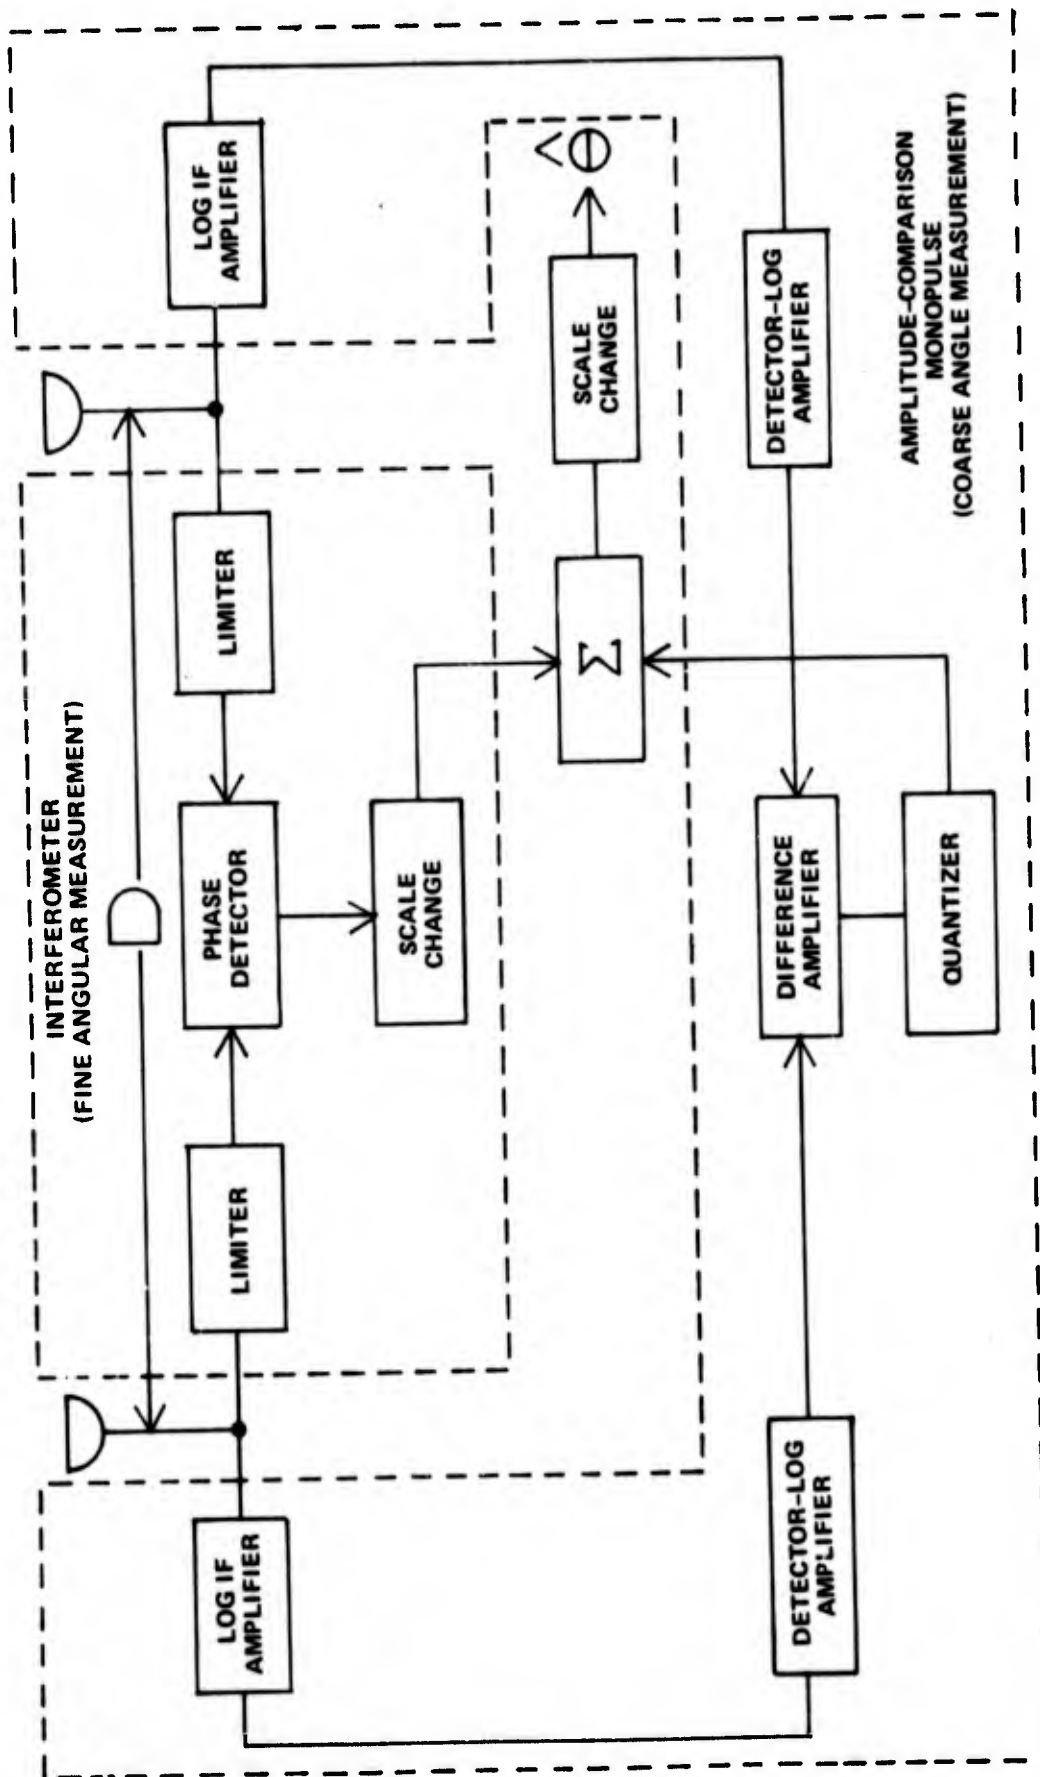 INTERFEROMETER
(FINE ANGULAR MEASUREMENT)
D
LOG IF
AMPLIFIER
LIMITER
PHASE
DETECTOR
LIMITER
LOG IF
AMPLIFIER
SCALE
CHANGE
Σ
SCALE
CHANGE
Θ̂
DETECTOR-LOG
AMPLIFIER
DIFFERENCE
AMPLIFIER
DETECTOR-LOG
AMPLIFIER
QUANTIZER
AMPLITUDE-COMPARISON
MONOPULSE
(COARSE ANGLE MEASUREMENT)